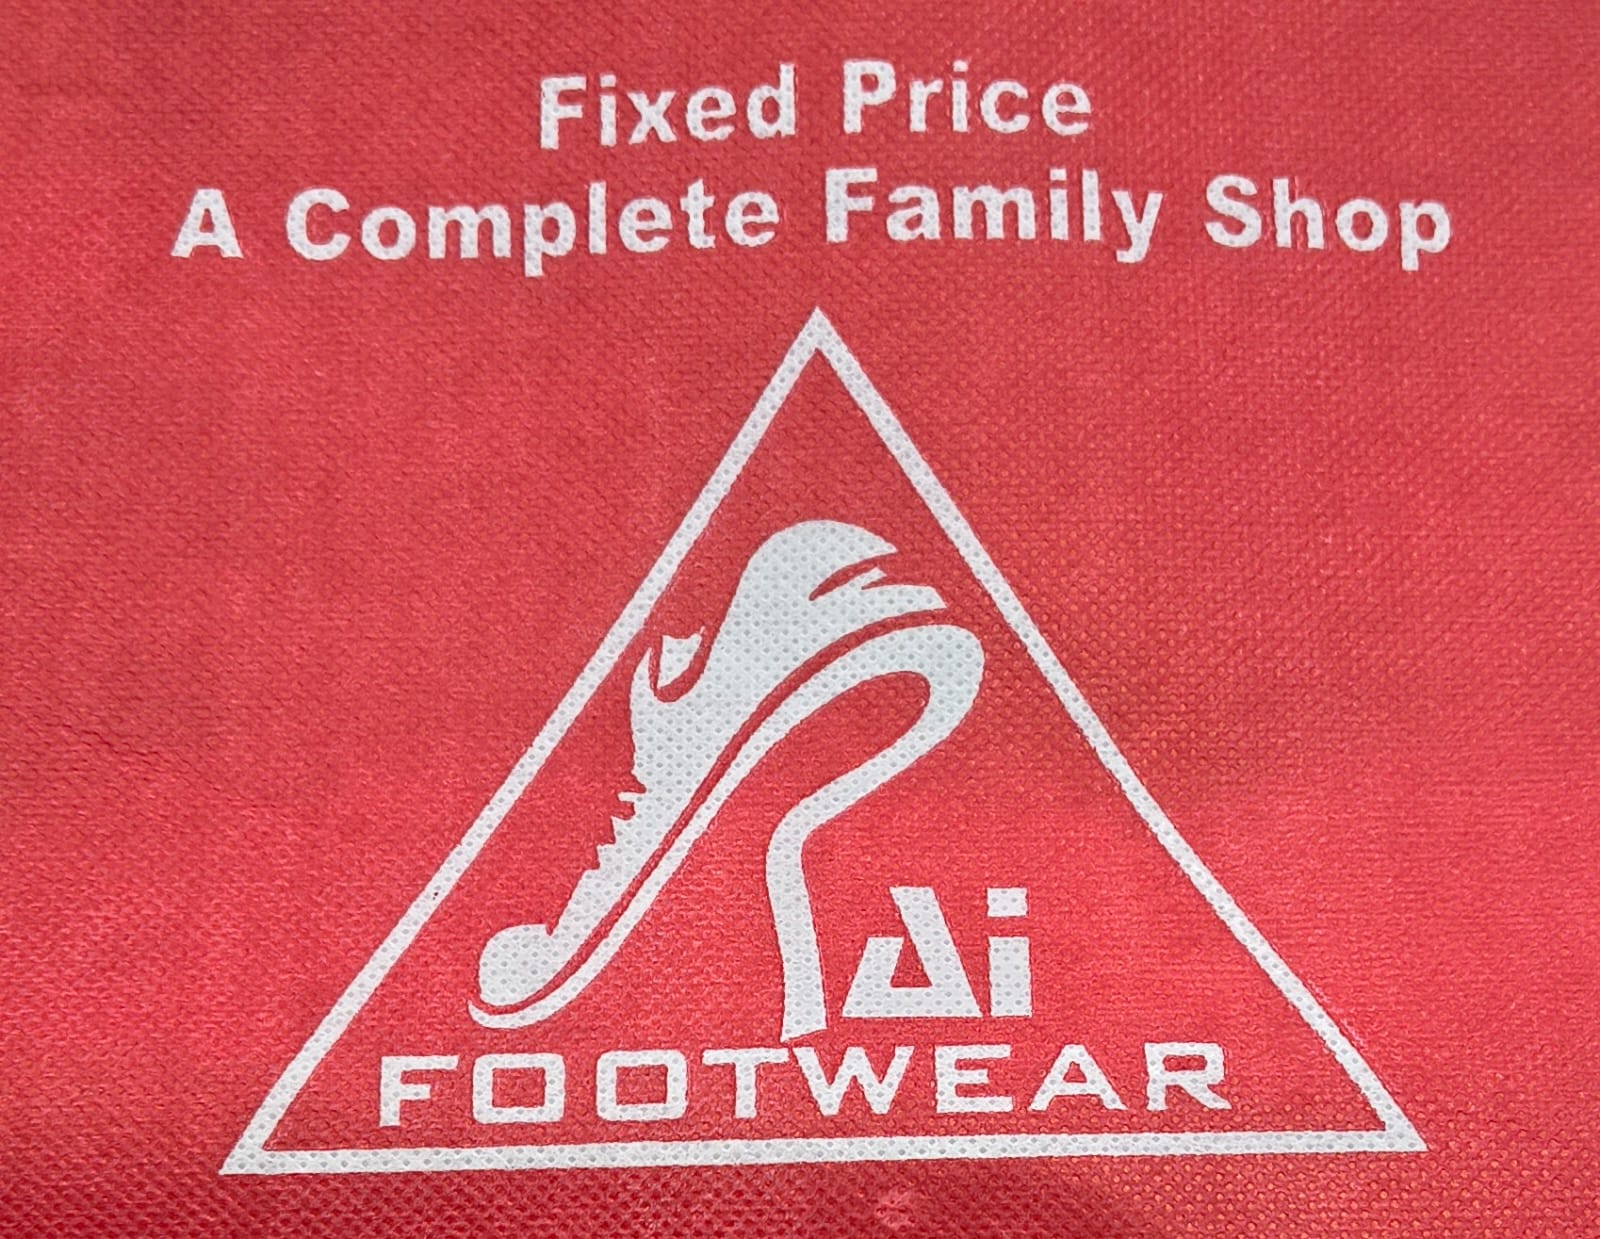 Fixed Price
A Complete Family Shop
Ai
FOOTWEAR